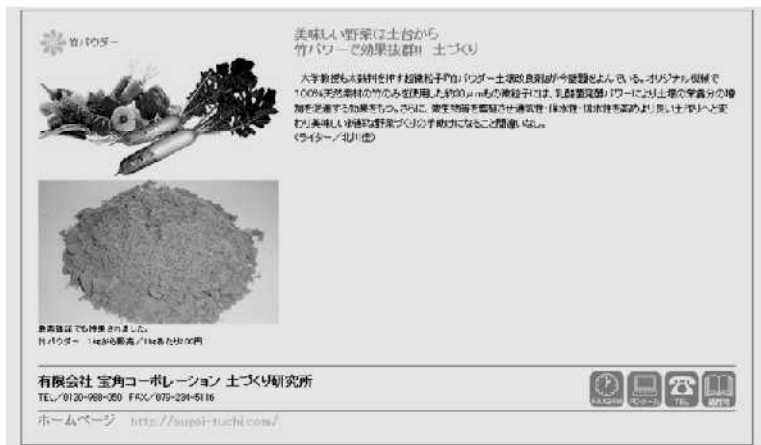 竹パウダー
美味しい野菜は土台から
竹パワーで効果抜群!! 土づくり
大学教授も太鼓判を押す超微粒子『竹パウダー土壌改良剤』が今話題をよんでいる。オリジナル機械で
100%天然素材の竹のみを使用した約30μmもの微粒子には、乳酸菌発酵パワーにより土壌の栄養分の増
加を促進する効果をもつ。さらに、微生物等を繁殖させ通気性・保水性・排水性を高めより良い土作りへと変
わり美味しい新鮮な野菜づくりの手助けになること間違いなし。
(ライター/北川 )
農業雑誌でも特集されました。
竹パウダー 1kgから販売/1kgあたり 円
有限会社 宝角コーポレーション 土づくり研究所
TEL/0120-988-050 FAX/079-284-5116
TEL
ホームページ http://sugoi-tuchi.com/